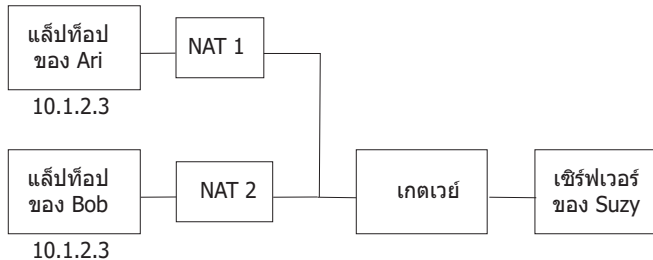 แล็ปท็อป
ของ Ari
NAT 1
10.1.2.3
แล็ปท็อป
ของ Bob
NAT 2
เกตเวย์
เซิร์ฟเวอร์
ของ Suzy
10.1.2.3